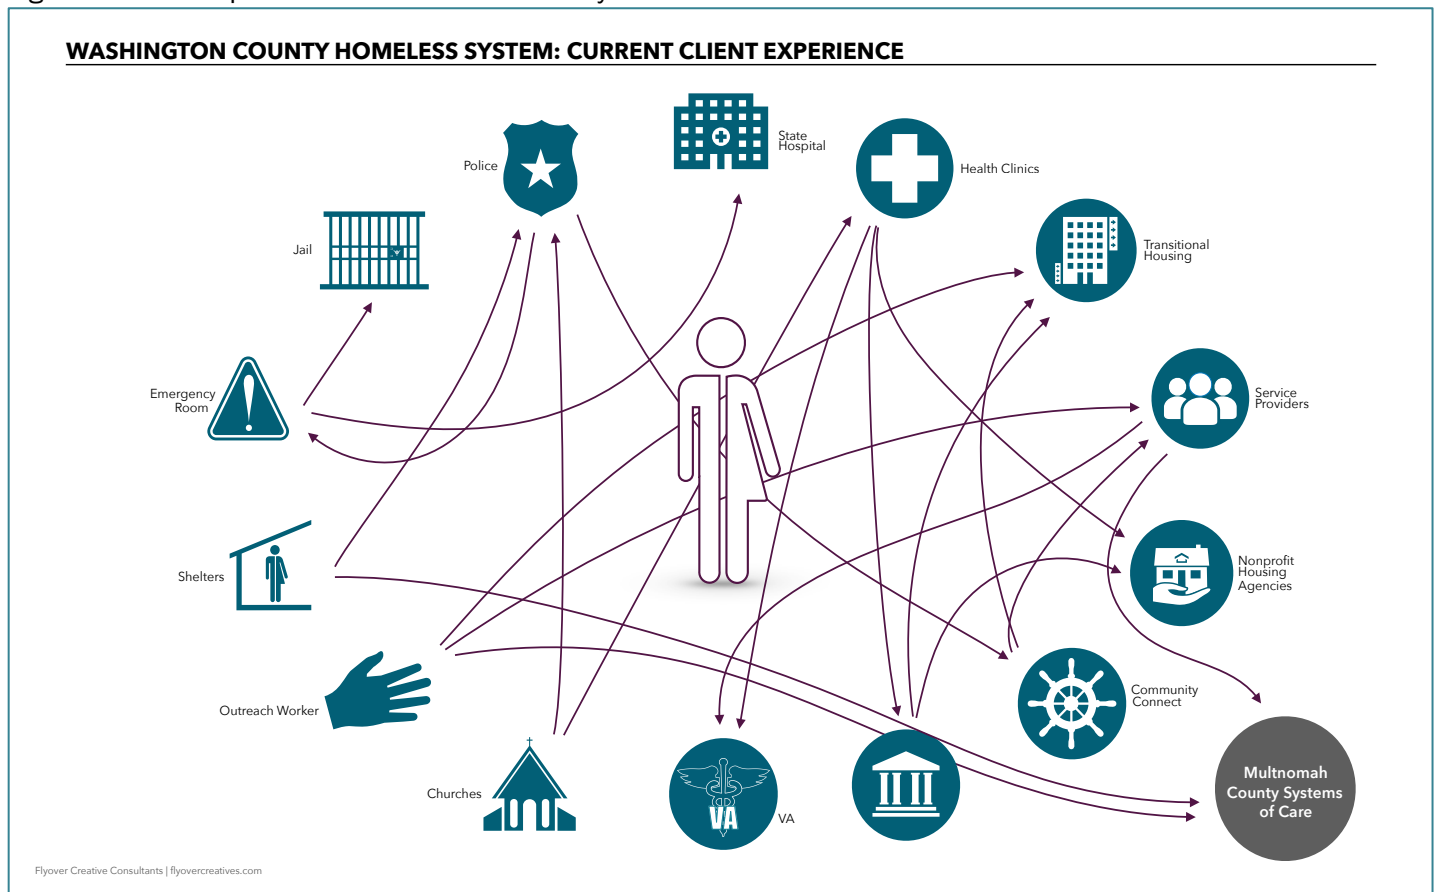 WASHINGTON COUNTY HOMELESS SYSTEM: CURRENT CLIENT EXPERIENCE
State
Hospital
Police
Health Clinics
Jail
Transitional
Housing
Emergency
Room
Service
Providers
Shelters
Nonprofit
Housing
Agencies
Outreach Worker
Community
Connect
Churches
VA
VA
Multnomah
County Systems
of Care
Flyover Creative Consultants | flyovercreatives.com